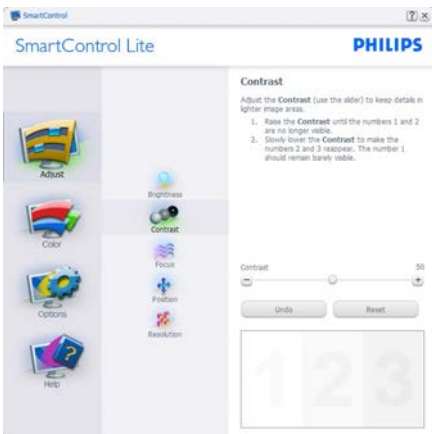 SmartControl
SmartControl Lite
PHILIPS
Adjust
Color
Options
Help
Brightness
Contrast
Focus
Position
Resolution
Contrast
Adjust the Contrast (use the slider) to keep details in
lighter image areas.
1. Raise the Contrast until the numbers 1 and 2
are no longer visible.
2. Slowly lower the Contrast to make the
numbers 2 and 3 reappear. The number 1
should remain barely visible.
Contrast 50
Undo Reset
1 2 3